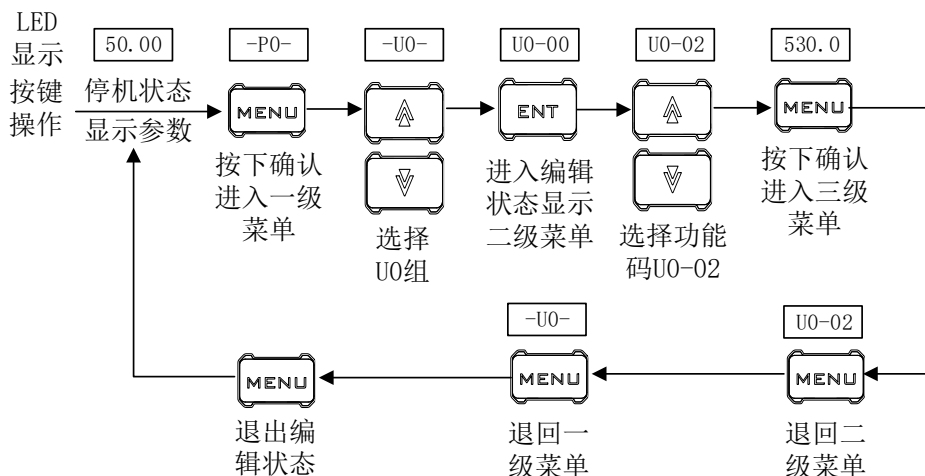 LED
显示
按键
操作
50.00
停机状态
显示参数
-P0-
MENU
按下确认
进入一级
菜单
-U0-
选择
U0组
U0-00
ENT
进入编辑
状态显示
二级菜单
U0-02
选择功能
码U0-02
530.0
MENU
按下确认
进入三级
菜单
U0-02
MENU
退回二
级菜单
-U0-
MENU
退回一
级菜单
MENU
退出编
辑状态